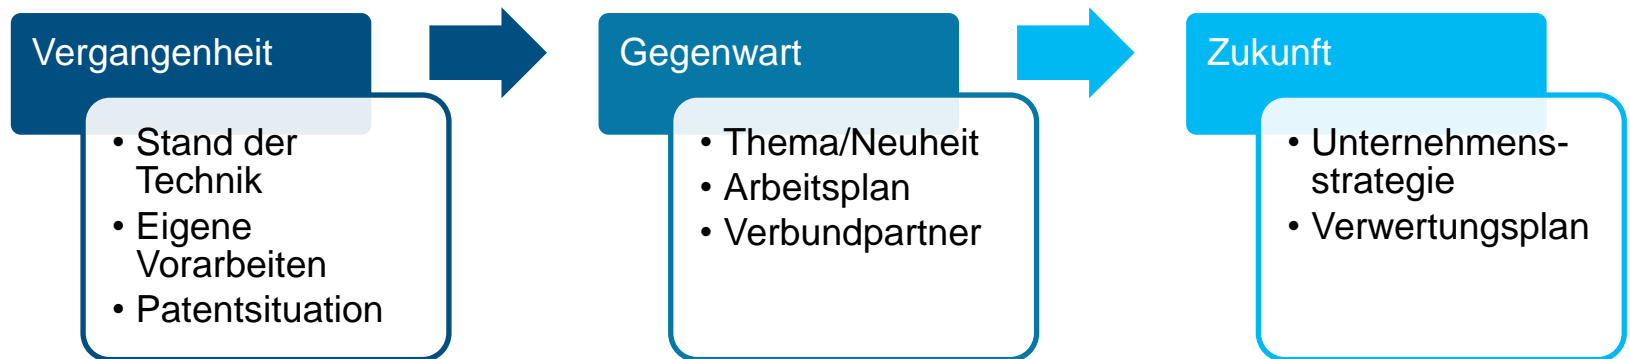 Vergangenheit
• Stand der
Technik
• Eigene
Vorarbeiten
• Patentsituation
Gegenwart
• Thema/Neuheit
• Arbeitsplan
• Verbundpartner
Zukunft
• Unternehmens-
strategie
• Verwertungsplan